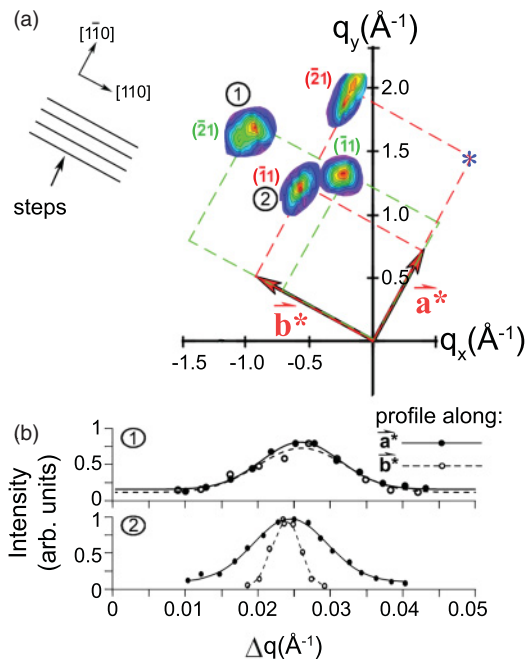 (a)
[11̄0]
[110]
steps
q_y(Å⁻¹)
2.0
1.5
1.0
0.5
(2̄1)
①
(2̄1)
(1̄1)
(1̄1)
②
*
b*
a*
-1.5 -1.0 -0.5 0
q_x(Å⁻¹)
(b)
profile along:
a*
b*
①
②
Intensity
(arb. units)
1
0.5
0
1
0.5
0
0 0.01 0.02 0.03 0.04 0.05
Δq(Å⁻¹)